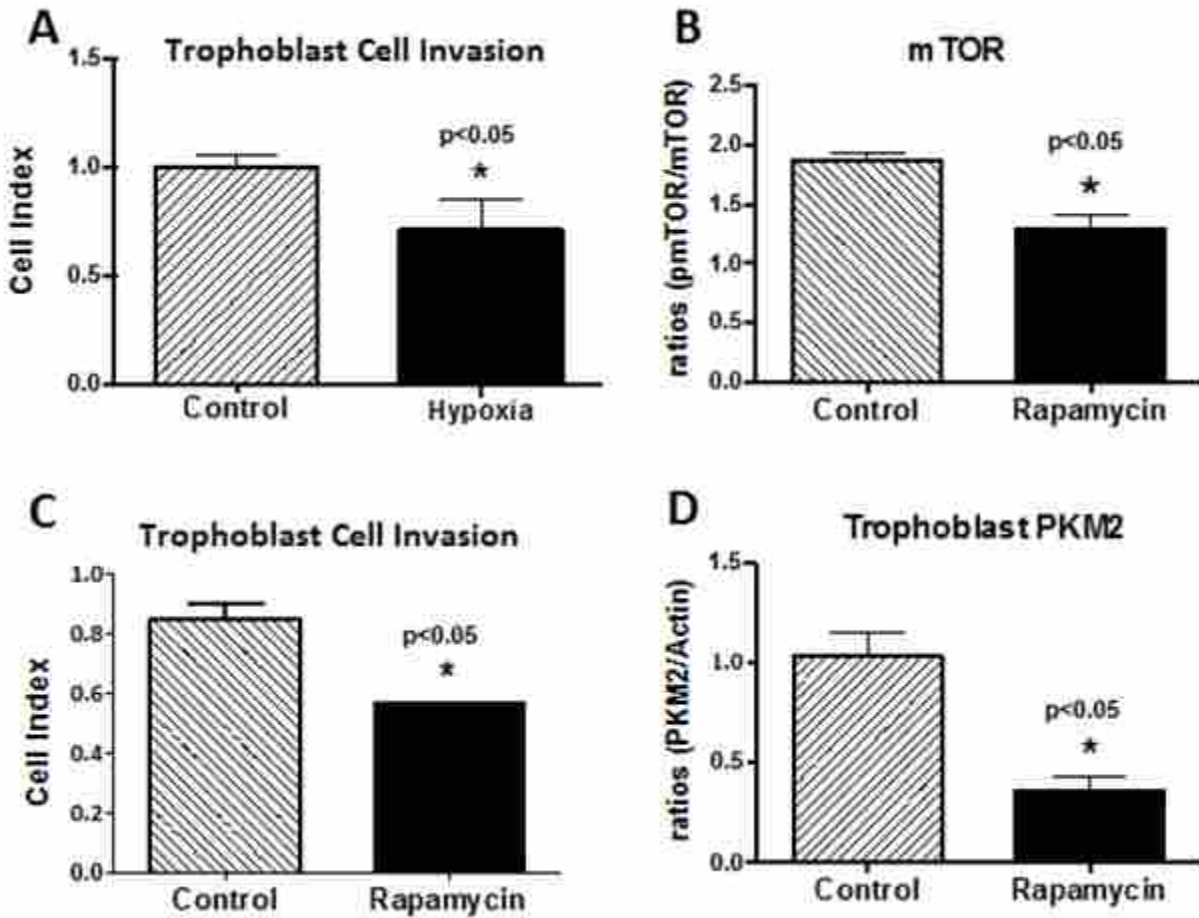 A
Trophoblast Cell Invasion
1.5
1.0
0.5
0.0
Cell Index
p<0.05
*
Control
Hypoxia
B
mTOR
2.5
2.0
1.5
1.0
0.5
0.0
ratios (pmTOR/mTOR)
p<0.05
*
Control
Rapamycin
C
Trophoblast Cell Invasion
1.0
0.8
0.6
0.4
0.2
0.0
Cell Index
p<0.05
*
Control
Rapamycin
D
Trophoblast PKM2
1.5
1.0
0.5
0.0
ratios (PKM2/Actin)
p<0.05
*
Control
Rapamycin